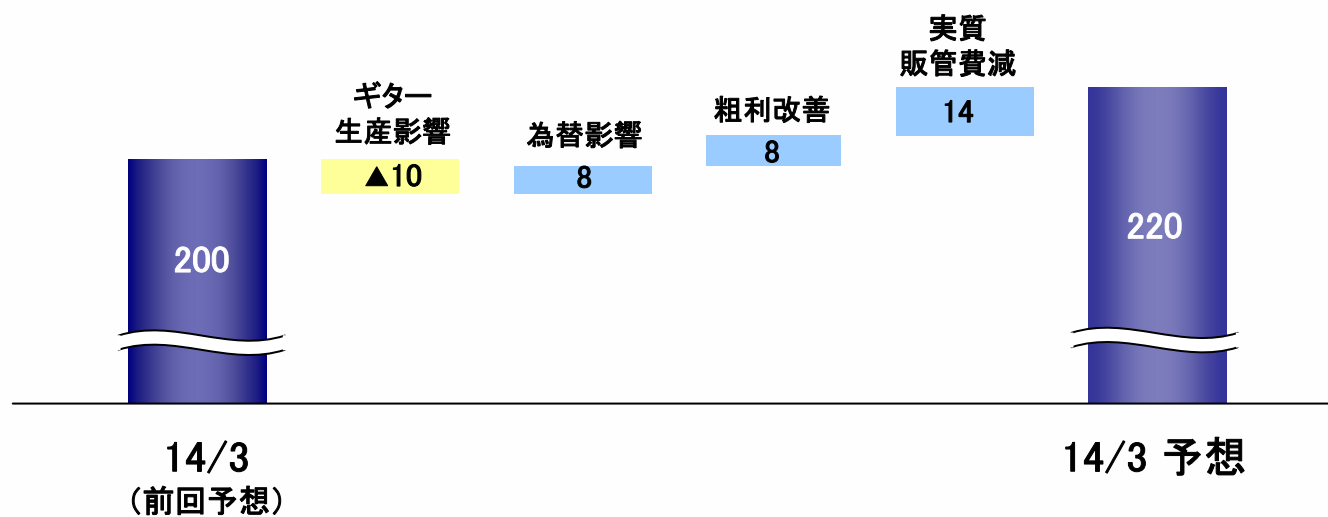 実質
販管費減
14
ギター
生産影響
▲10
為替影響
8
粗利改善
8
200
220
14/3
(前回予想)
14/3 予想